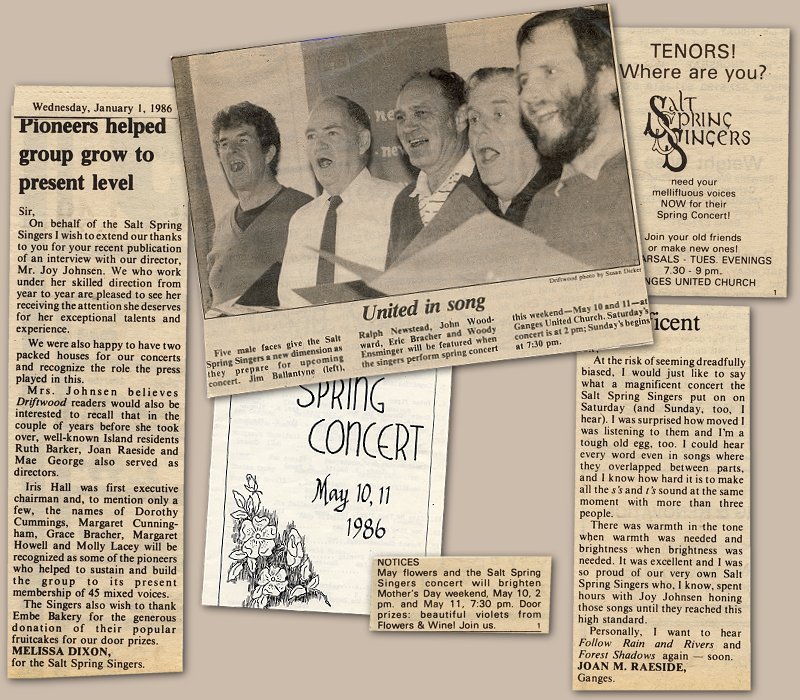 Wednesday, January 1, 1986
Pioneers helped
group grow to
present level
Sir,
On behalf of the Salt Spring
Singers I wish to extend our thanks
to you for your recent publication
of an interview with our director,
Mr. Joy Johnsen. We who work
under her skilled direction from
year to year are pleased to see her
receiving the attention she deserves
for her exceptional talents and
experience.
We were also happy to have two
packed houses for our concerts
and recognize the role the press
played in this.
Mrs. Johnsen believes
Driftwood readers would also be
interested to recall that in the
couple of years before she took
over, well-known Island residents
Ruth Barker, Joan Raeside and
Mae George also served as
directors.
Iris Hall was first executive
chairman and, to mention only a
few, the names of Dorothy
Cummings, Margaret Cunning-
ham, Grace Bracher, Margaret
Howell and Molly Lacey will be
recognized as some of the pioneers
who helped to sustain and build
the group to its present
membership of 45 mixed voices.
The Singers also wish to thank
Embe Bakery for the generous
donation of their popular
fruitcakes for our door prizes.
MELISSA DIXON,
for the Salt Spring Singers.
Driftwood photo by Susan Dicker
United in song
Five male faces give the Salt
Spring Singers a new dimension as
they prepare for upcoming
concert. Jim Ballantyne (left),
Ralph Newstead, John Wood-
ward, Eric Bracher and Woody
Ensminger will be featured when
the singers perform spring concert
this weekend—May 10 and 11—at
Ganges United Church. Saturday's
concert is at 2 pm; Sunday's begins
at 7:30 pm.
TENORS!
Where are you?
Salt
Spring
Singers
need your
mellifluous voices
NOW for their
Spring Concert!
Join your old friends
or make new ones!
ARSALS - TUES. EVENINGS
7.30 - 9 pm.
NGES UNITED CHURCH
1
SPRING
CONCERT
May 10, 11
1986
NOTICES
May flowers and the Salt Spring
Singers concert will brighten
Mother's Day weekend, May 10, 2
pm. and May 11, 7:30 pm. Door
prizes: beautiful violets from
Flowers & Wine! Join us. 1
icent
At the risk of seeming dreadfully
biased, I would just like to say
what a magnificent concert the
Salt Spring Singers put on on
Saturday (and Sunday, too, I
hear). I was surprised how moved I
was listening to them and I'm a
tough old egg, too. I could hear
every word even in songs where
they overlapped between parts,
and I know how hard it is to make
all the s's and t's sound at the same
moment with more than three
people.
There was warmth in the tone
when warmth was needed and
brightness when brightness was
needed. It was excellent and I was
so proud of our very own Salt
Spring Singers who, I know, spent
hours with Joy Johnsen honing
those songs until they reached this
high standard.
Personally, I want to hear
Follow Rain and Rivers and
Forest Shadows again — soon.
JOAN M. RAESIDE,
Ganges.